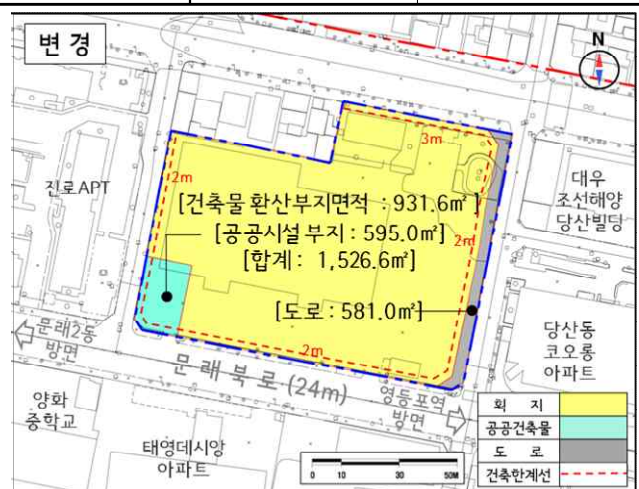 변 경
N
3m
진로APT
2m
대우
조선해양
당산빌딩
[건축물 환산부지면적 : 931.6㎡]
[공공시설 부지 : 595.0㎡]
2m
[합계 : 1,526.6㎡]
[도로 : 581.0㎡]
문래2동
방면
2m
문 래 북 로 (24m)
영등포역
방면
당산동
코오롱
아파트
양화
중학교
태영데시앙
아파트
획 지
공공건축물
도 로
건축한계선
0 10 30 50M